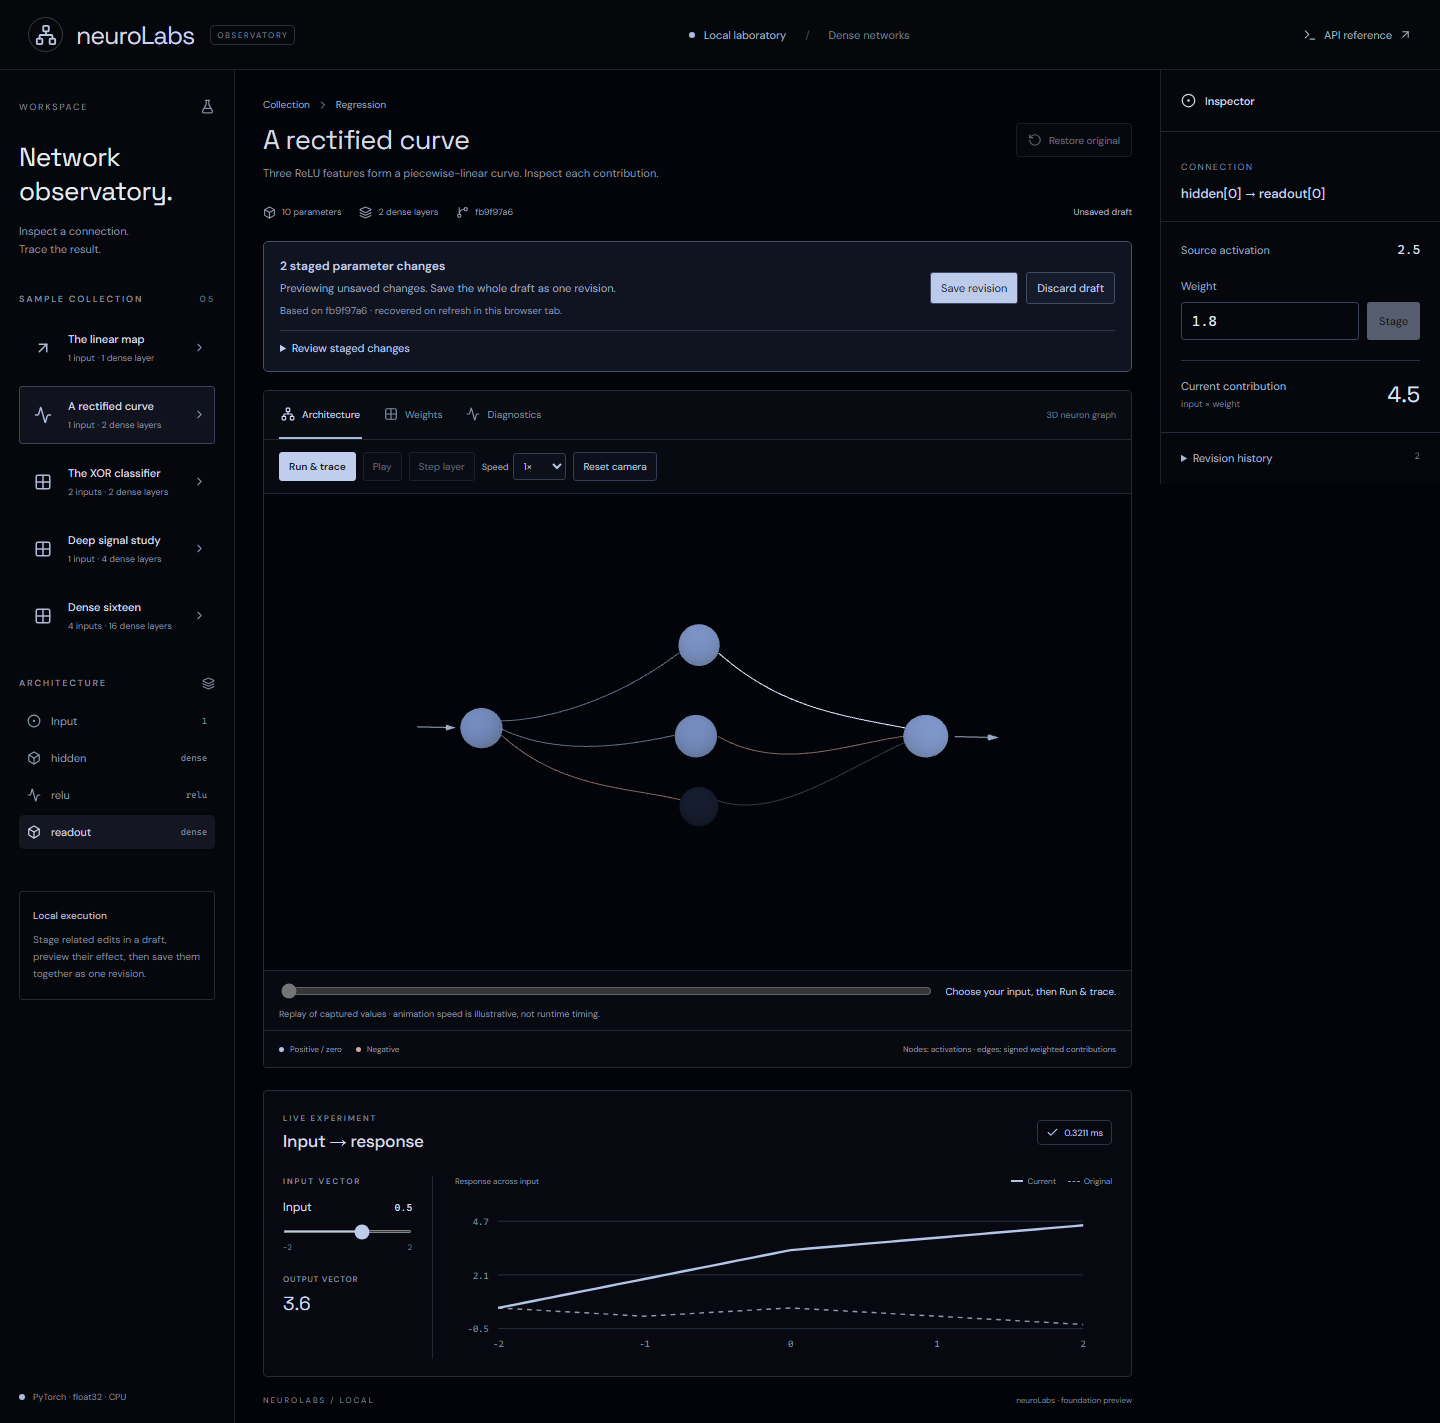 neuroLabs
OBSERVATORY
Local laboratory / Dense networks
API reference
WORKSPACE
Network
observatory.
Inspect a connection.
Trace the result.
SAMPLE COLLECTION 05
The linear map
1 input · 1 dense layer
A rectified curve
1 input · 2 dense layers
The XOR classifier
2 inputs · 2 dense layers
Deep signal study
1 input · 4 dense layers
Dense sixteen
4 inputs · 16 dense layers
ARCHITECTURE
Input 1
hidden dense
relu relu
readout dense
Local execution
Stage related edits in a draft,
preview their effect, then save them
together as one revision.
PyTorch · float32 · CPU
Collection > Regression
A rectified curve
Restore original
Three ReLU features form a piecewise-linear curve. Inspect each contribution.
10 parameters 2 dense layers fb9f97a6
Unsaved draft
2 staged parameter changes
Previewing unsaved changes. Save the whole draft as one revision.
Based on fb9f97a6 · recovered on refresh in this browser tab.
Save revision Discard draft
Review staged changes
Architecture Weights Diagnostics
3D neuron graph
Run & trace Play Step layer Speed 1× Reset camera
Choose your input, then Run & trace.
Replay of captured values · animation speed is illustrative, not runtime timing.
Positive / zero Negative
Nodes: activations · edges: signed weighted contributions
LIVE EXPERIMENT
Input → response
0.3211 ms
INPUT VECTOR
Input 0.5
-2 2
OUTPUT VECTOR
3.6
Response across input
Current Original
4.7
2.1
-0.5
-2 -1 0 1 2
NEUROLABS / LOCAL
neuroLabs · foundation preview
Inspector
CONNECTION
hidden[0] → readout[0]
Source activation 2.5
Weight
1.8 Stage
Current contribution 4.5
input × weight
Revision history 2